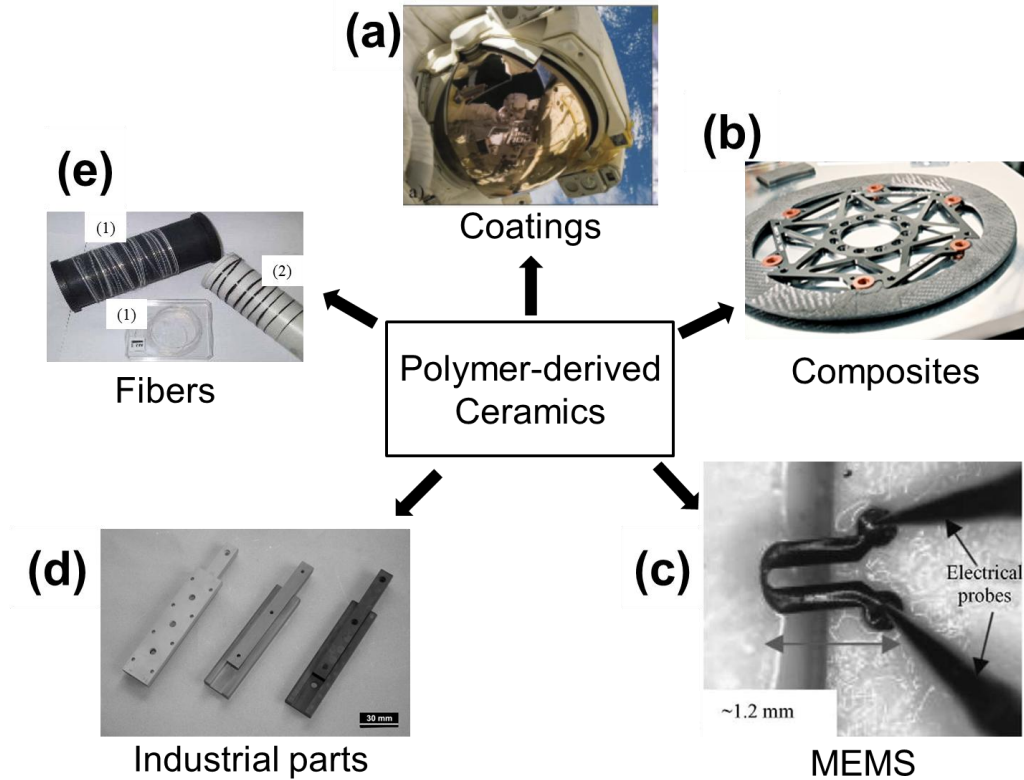 (a)
a)
Coatings
(b)
Composites
(e)
(1)
(2)
(1)
Fibers
Polymer-derived
Ceramics
(c)
Electrical
probes
~1.2 mm
MEMS
(d)
30 mm
Industrial parts